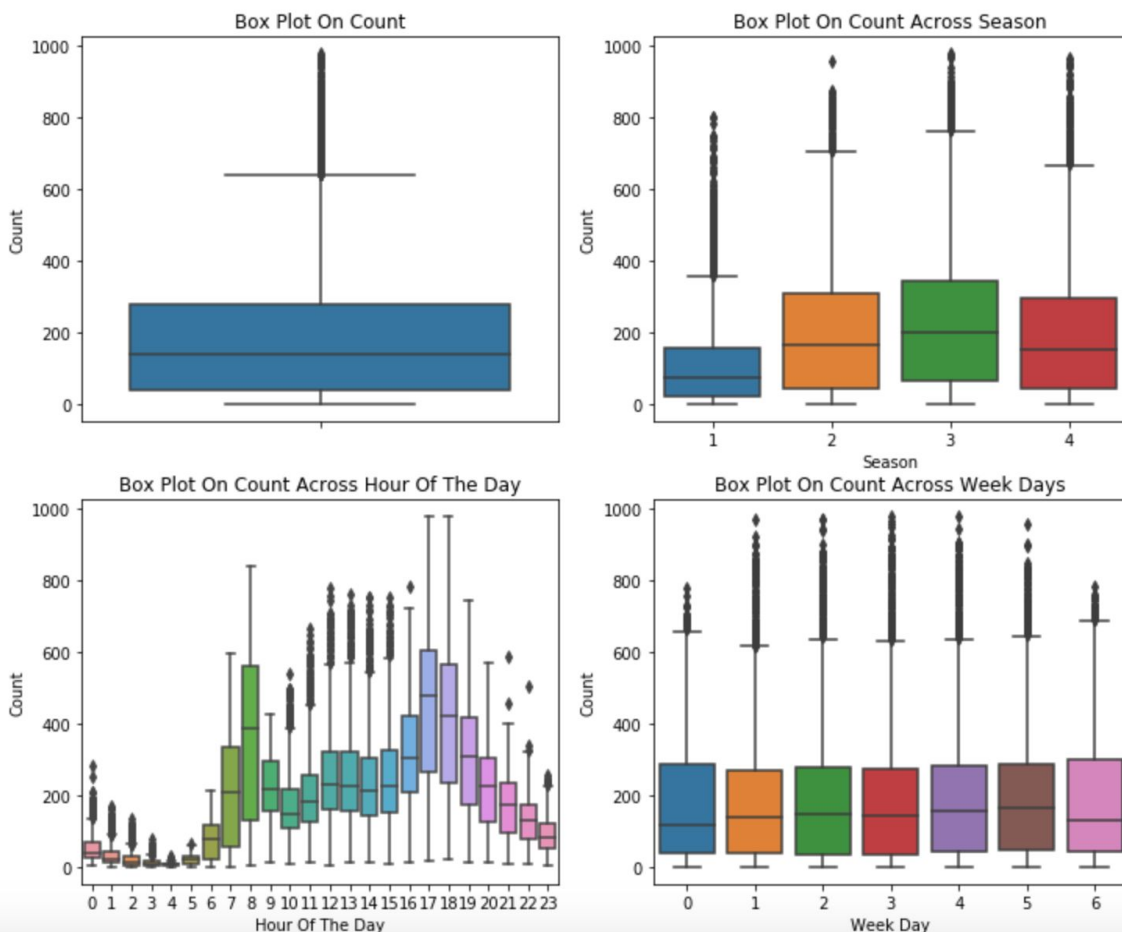 Box Plot On Count
1000
800
600
400
200
0
Count
Box Plot On Count Across Season
1000
800
600
400
200
0
Count
1 2 3 4
Season
Box Plot On Count Across Hour Of The Day
1000
800
600
400
200
0
Count
0 1 2 3 4 5 6 7 8 9 10 11 12 13 14 15 16 17 18 19 20 21 22 23
Hour Of The Day
Box Plot On Count Across Week Days
1000
800
600
400
200
0
Count
0 1 2 3 4 5 6
Week Day